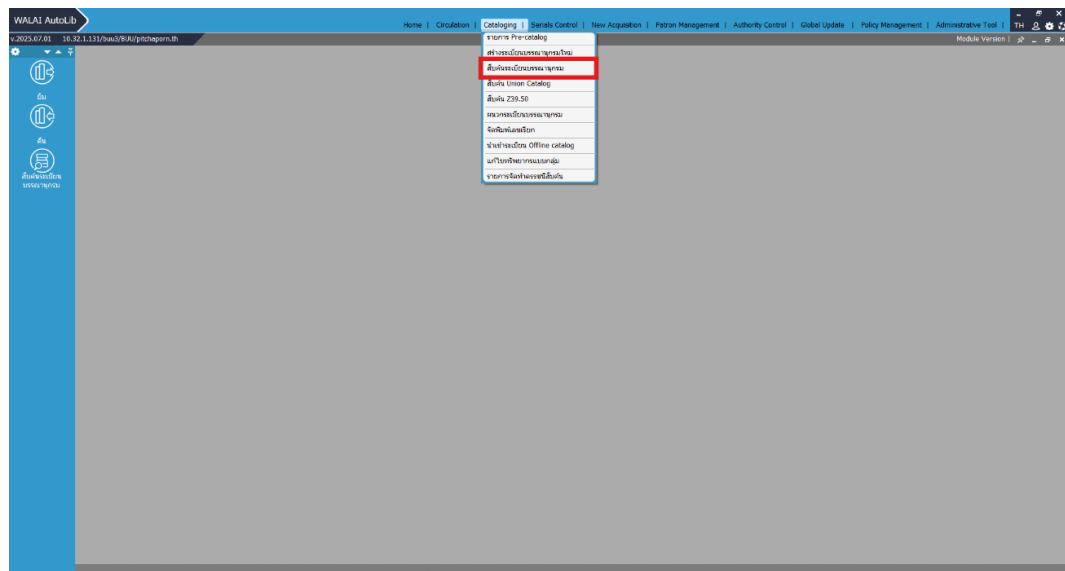 WALAI AutoLib
Home | Circulation | Cataloging | Serials Control | New Acquisition | Patron Management | Authority Control | Global Update | Policy Management | Administrative Tool | TH
v.2025.07.01 10.32.1.131/buu3/BUU/pitchaporn.th
Module Version |
รายการ Pre-catalog
สร้างระเบียนบรรณานุกรมใหม่
สืบค้นระเบียนบรรณานุกรม
สืบค้น Union Catalog
สืบค้น Z39.50
ผนวกระเบียนบรรณานุกรม
จัดพิมพ์เลขเรียก
นำเข้าระเบียน Offline catalog
แก้ไขทรัพยากรแบบกลุ่ม
รายการจัดทำดรรชนีสืบค้น
ยืม
คืน
สืบค้นระเบียน
บรรณานุกรม